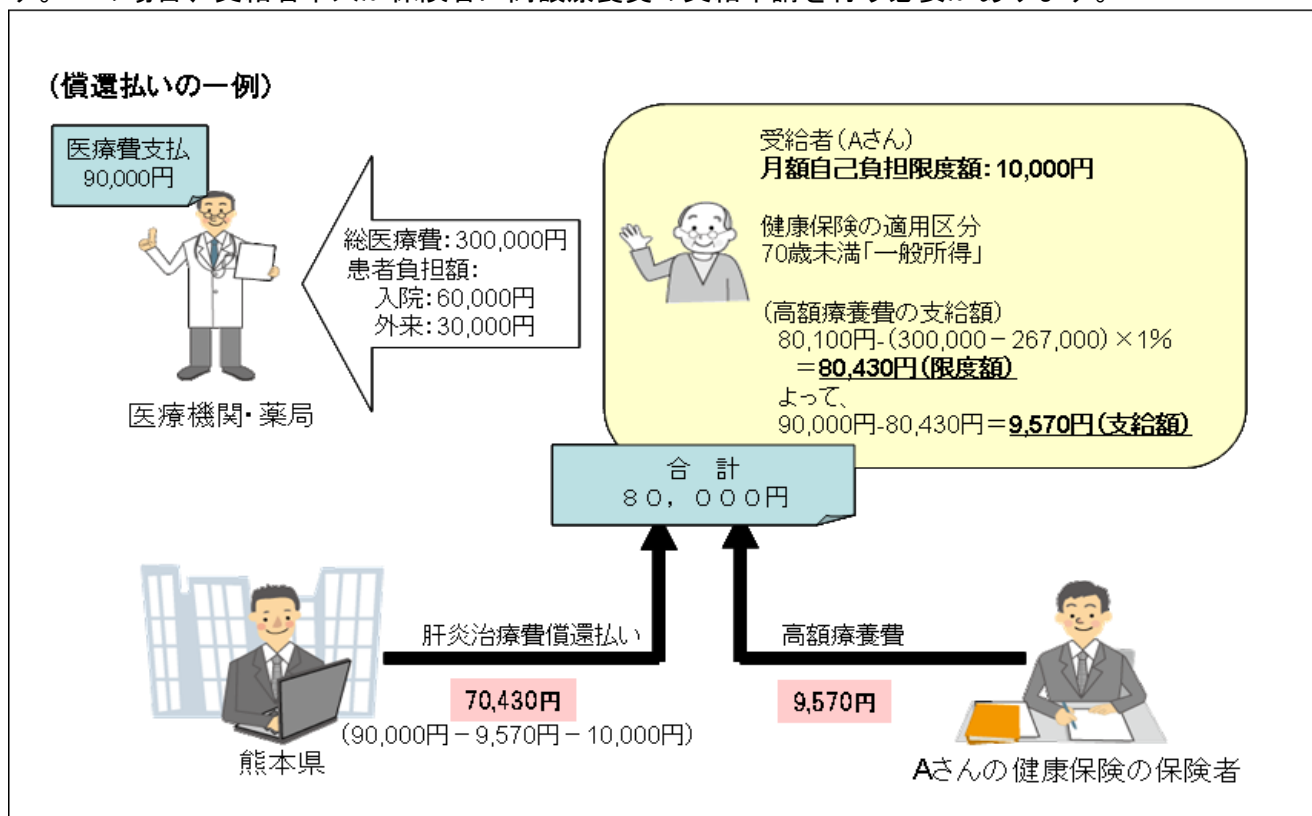 (償還払いの一例)
医療費支払
90,000円
総医療費:300,000円
患者負担額:
入院:60,000円
外来:30,000円
医療機関・薬局
受給者(Aさん)
月額自己負担限度額:10,000円
健康保険の適用区分
70歳未満「一般所得」
(高額療養費の支給額)
80,100円-(300,000-267,000)×1%
=80,430円(限度額)
よって、
90,000円-80,430円=9,570円(支給額)
合 計
80,000円
肝炎治療費償還払い
70,430円
(90,000円-9,570円-10,000円)
熊本県
高額療養費
9,570円
Aさんの健康保険の保険者